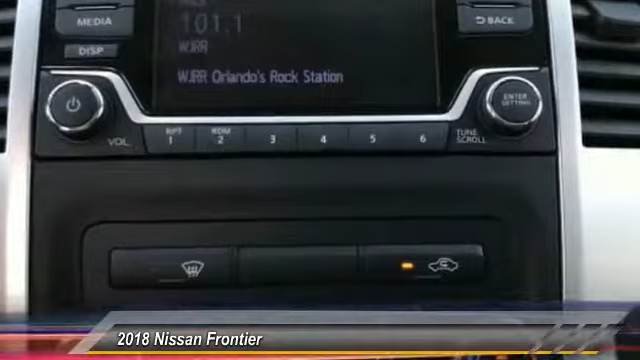 MEDIA
DISP
101.1
WJRR
WJRR Orlando's Rock Station
BACK
ENTER
SETTING
VOL
RPT
1
RDM
2
3
4
5
6
TUNE
SCROLL
2018 Nissan Frontier